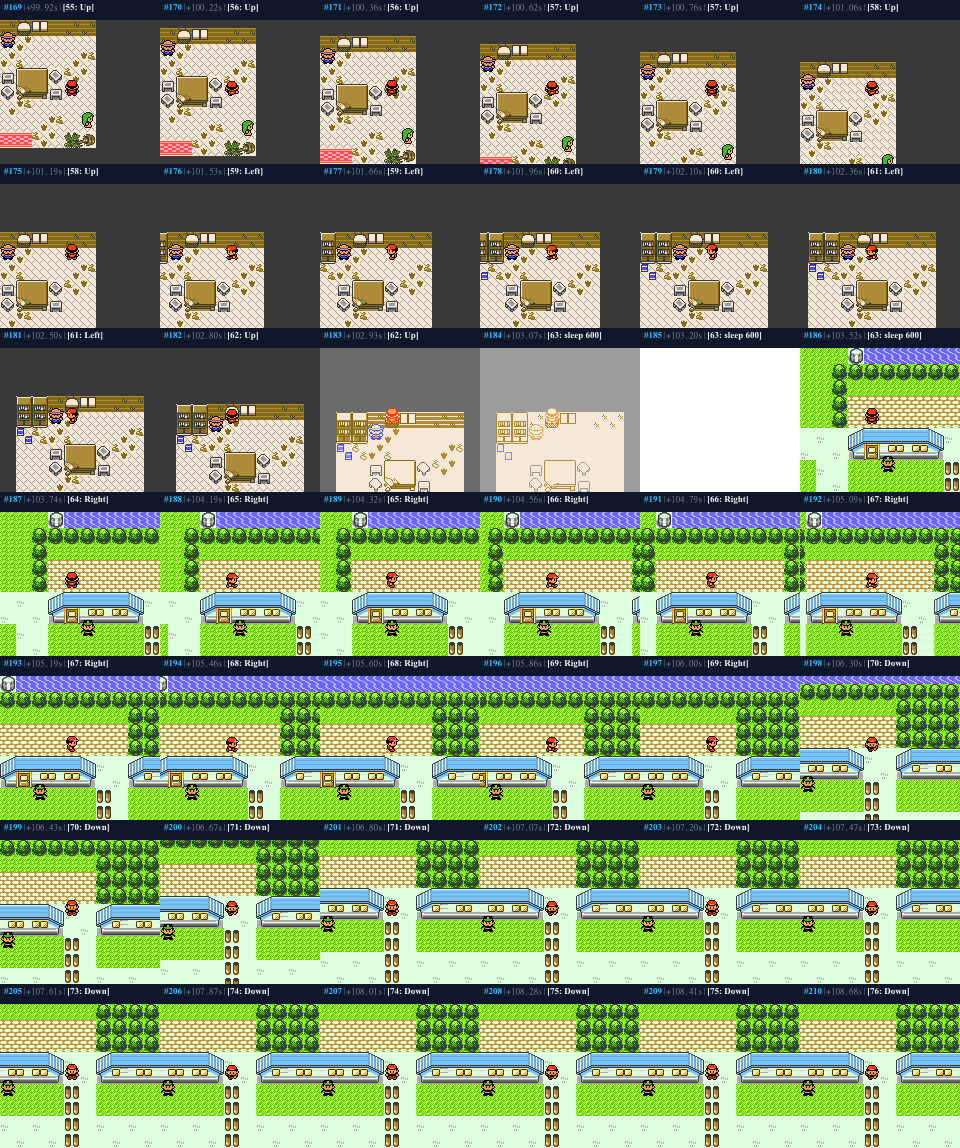 #169|+99.92s|[55: Up]
#170|+100.22s|[56: Up]
#171|+100.36s|[56: Up]
#172|+100.62s|[57: Up]
#173|+100.76s|[57: Up]
#174|+101.06s|[58: Up]
#175|+101.19s|[58: Up]
#176|+101.53s|[59: Left]
#177|+101.66s|[59: Left]
#178|+101.96s|[60: Left]
#179|+102.10s|[60: Left]
#180|+102.36s|[61: Left]
#181|+102.50s|[61: Left]
#182|+102.80s|[62: Up]
#183|+102.93s|[62: Up]
#184|+103.07s|[63: sleep 600]
#185|+103.20s|[63: sleep 600]
#186|+103.52s|[63: sleep 600]
#187|+103.74s|[64: Right]
#188|+104.19s|[65: Right]
#189|+104.32s|[65: Right]
#190|+104.56s|[66: Right]
#191|+104.79s|[66: Right]
#192|+105.09s|[67: Right]
#193|+105.19s|[67: Right]
#194|+105.46s|[68: Right]
#195|+105.60s|[68: Right]
#196|+105.86s|[69: Right]
#197|+106.00s|[69: Right]
#198|+106.30s|[70: Down]
#199|+106.43s|[70: Down]
#200|+106.67s|[71: Down]
#201|+106.80s|[71: Down]
#202|+107.07s|[72: Down]
#203|+107.20s|[72: Down]
#204|+107.47s|[73: Down]
#205|+107.61s|[73: Down]
#206|+107.87s|[74: Down]
#207|+108.01s|[74: Down]
#208|+108.28s|[75: Down]
#209|+108.41s|[75: Down]
#210|+108.68s|[76: Down]